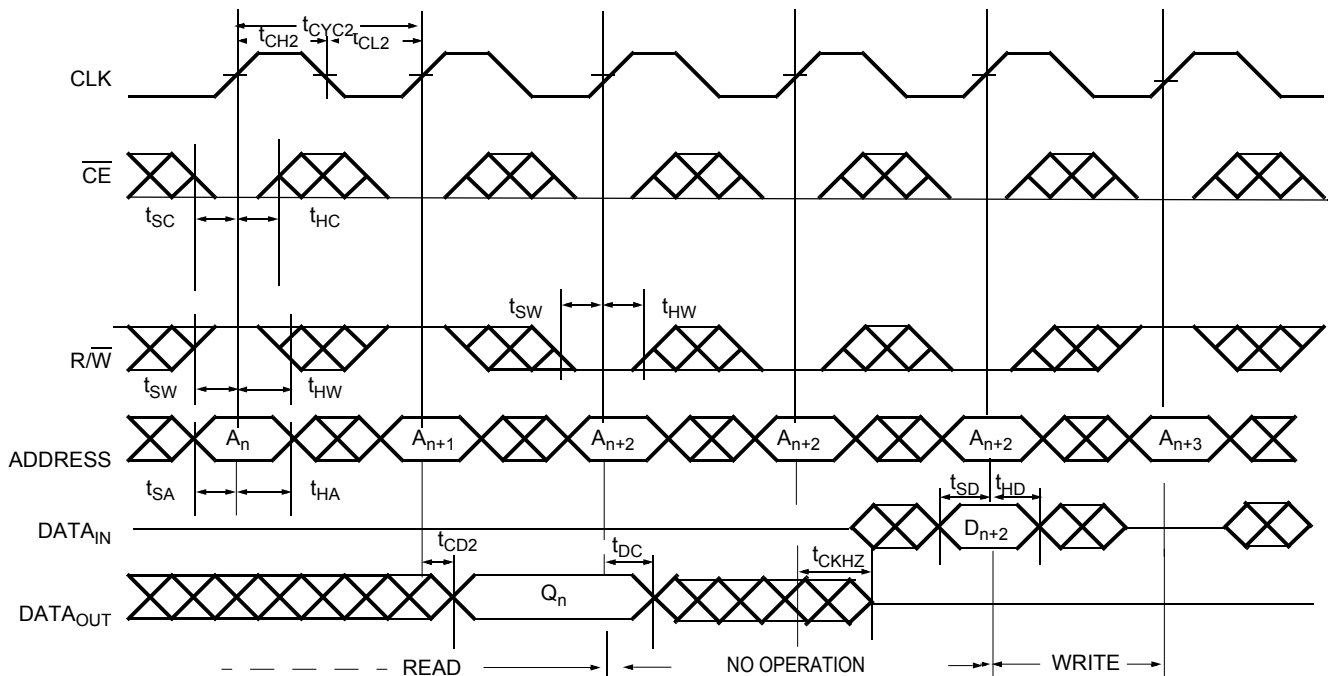 tCYC2
tCH2 tCL2
CLK
CE
tSC tHC
tSW tHW
R/W
tSW tHW
An An+1 An+2 An+2 An+2 An+3
ADDRESS
tSA tHA tSD tHD
DATAIN Dn+2
tCD2 tDC tCKHZ
Qn
DATAOUT
READ NO OPERATION WRITE